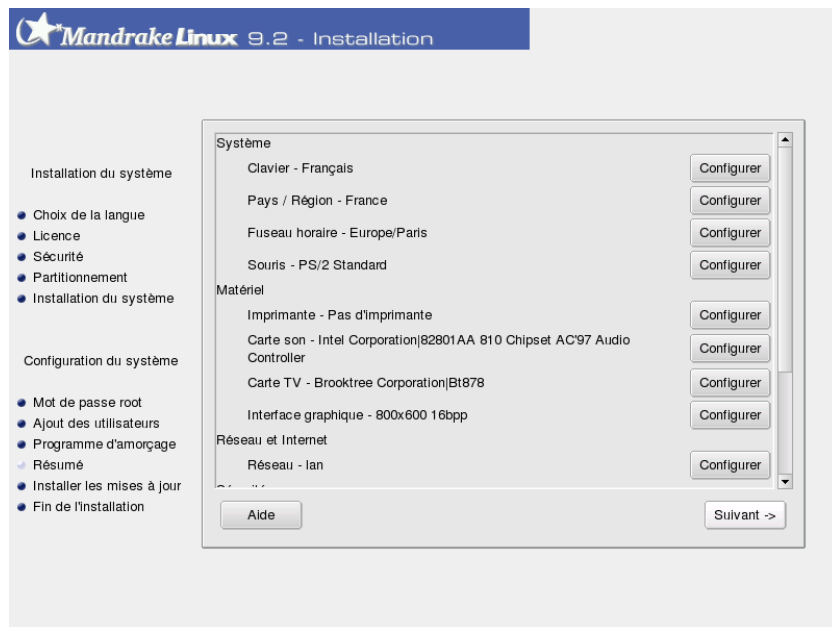 Mandrake Linux 9.2 - Installation
Installation du système
Choix de la langue
Licence
Sécurité
Partitionnement
Installation du système
Configuration du système
Mot de passe root
Ajout des utilisateurs
Programme d'amorçage
Résumé
Installer les mises à jour
Fin de l'installation
Système
Clavier - Français
Configurer
Pays / Région - France
Configurer
Fuseau horaire - Europe/Paris
Configurer
Souris - PS/2 Standard
Configurer
Matériel
Imprimante - Pas d'imprimante
Configurer
Carte son - Intel Corporation|82801AA 810 Chipset AC'97 Audio
Controller
Configurer
Carte TV - Brooktree Corporation|Bt878
Configurer
Interface graphique - 800x600 16bpp
Configurer
Réseau et Internet
Réseau - lan
Configurer
Aide
Suivant ->